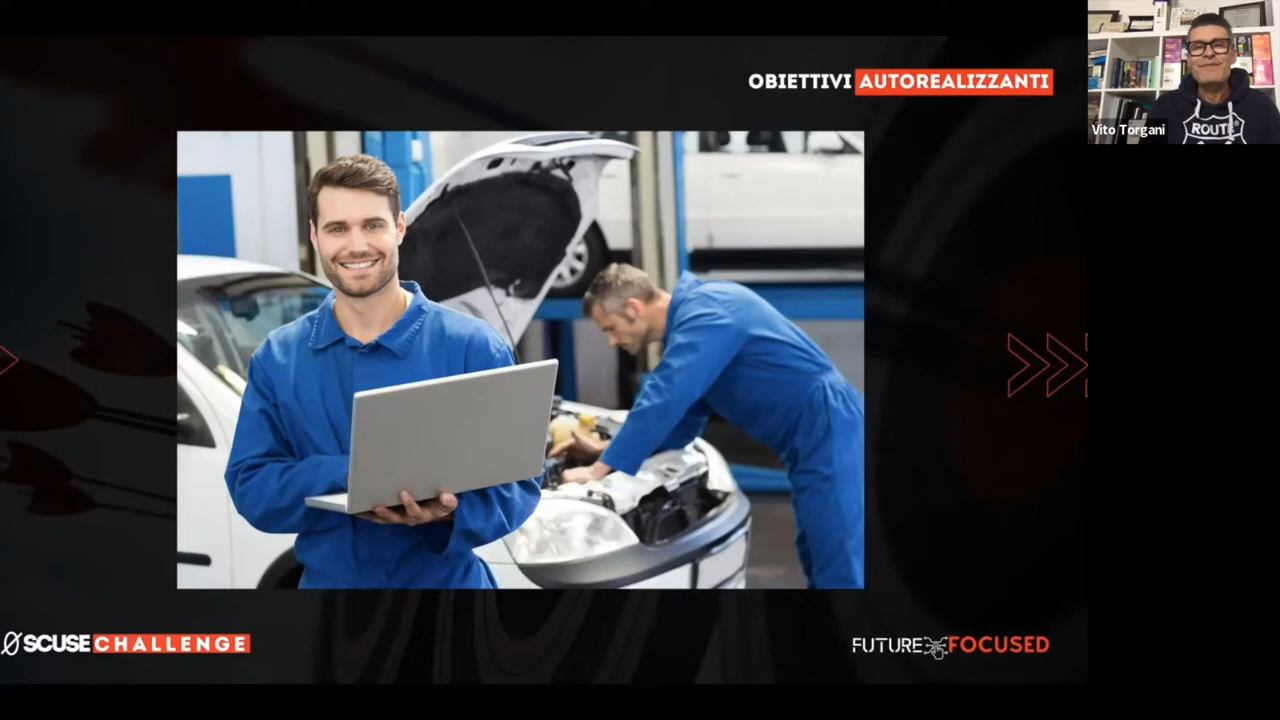 OBIETTIVI AUTOREALIZZANTI
Vito Torgani
ROUTE
ØSCUSE CHALLENGE
FUTURE FOCUSED